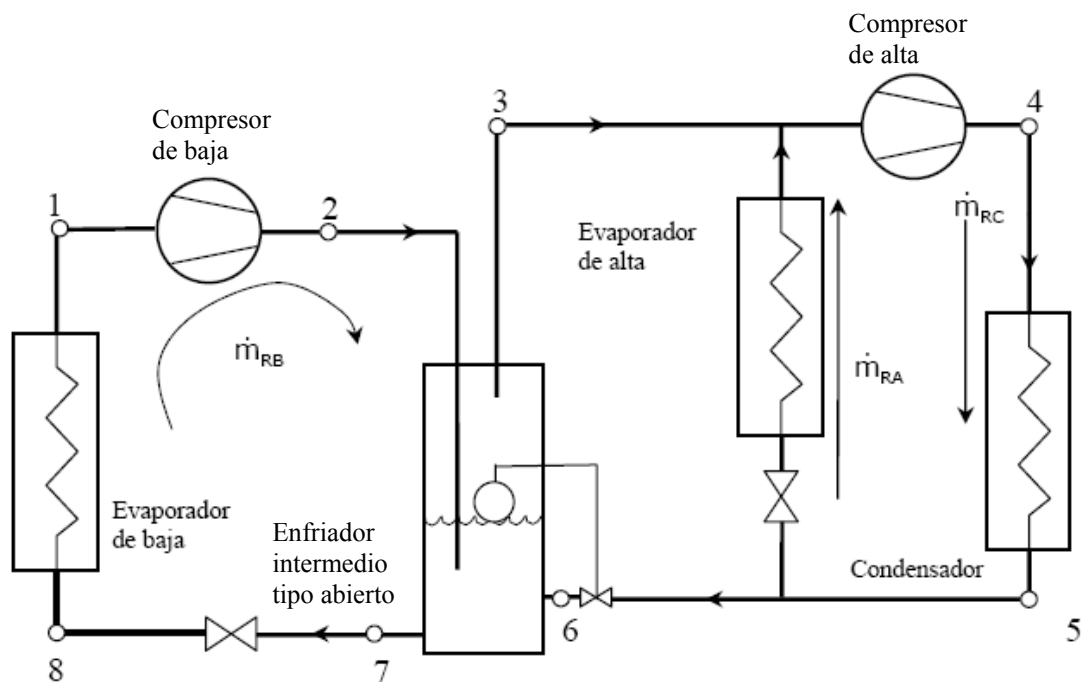 Compresor
de alta
3
4
Compresor
de baja
1
2
ṁRC
Evaporador
de alta
ṁRB
ṁRA
Evaporador
de baja
Enfriador
intermedio
tipo abierto
Condensador
6
5
8
7